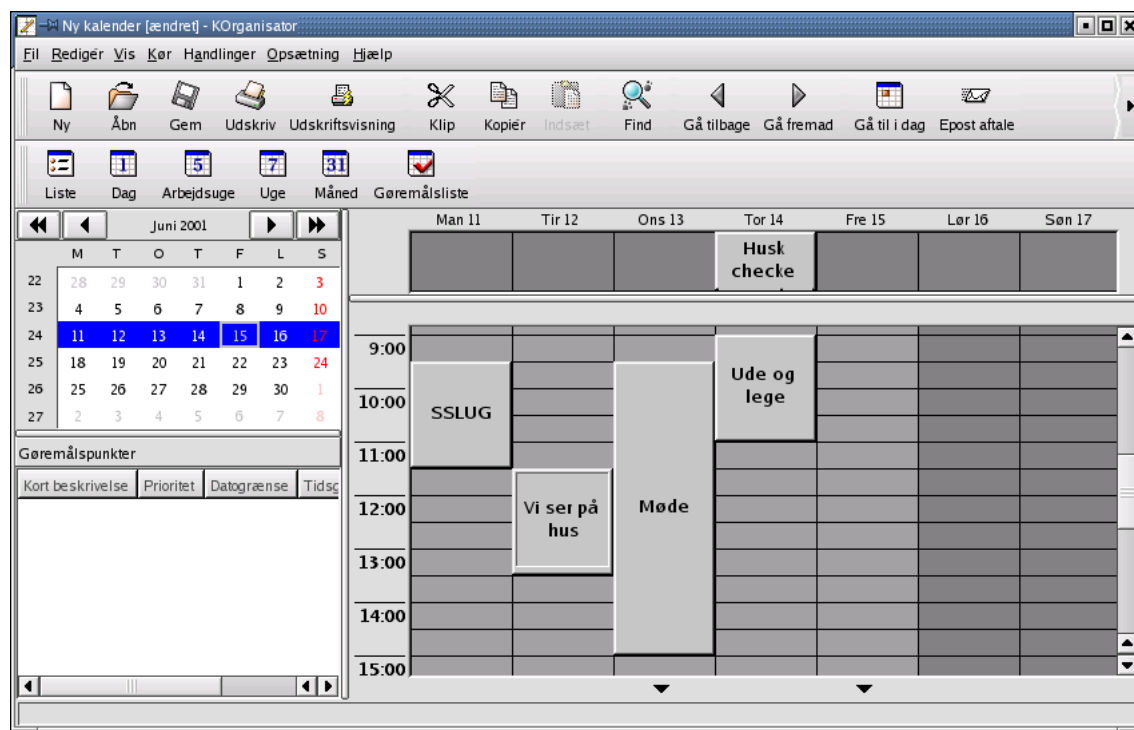 Ny kalender [ændret] - KOrganisator
Fil Redigér Vis Kør Handlinger Opsætning Hjælp
Ny Åbn Gem Udskriv Udskriftsvisning Klip Kopiér Indsæt Find Gå tilbage Gå fremad Gå til i dag Epost aftale
1 5 7 31
Liste Dag Arbejdsuge Uge Måned Gøremålsliste
Juni 2001
M T O T F L S
22 28 29 30 31 1 2 3
23 4 5 6 7 8 9 10
24 11 12 13 14 15 16 17
25 18 19 20 21 22 23 24
26 25 26 27 28 29 30 1
27 2 3 4 5 6 7 8
Gøremålspunkter
Kort beskrivelse Prioritet Datogrænse Tidsg
Man 11 Tir 12 Ons 13 Tor 14 Fre 15 Lør 16 Søn 17
Husk
checke
9:00
10:00
11:00
12:00
13:00
14:00
15:00
SSLUG
Vi ser på
hus
Møde
Ude og
lege